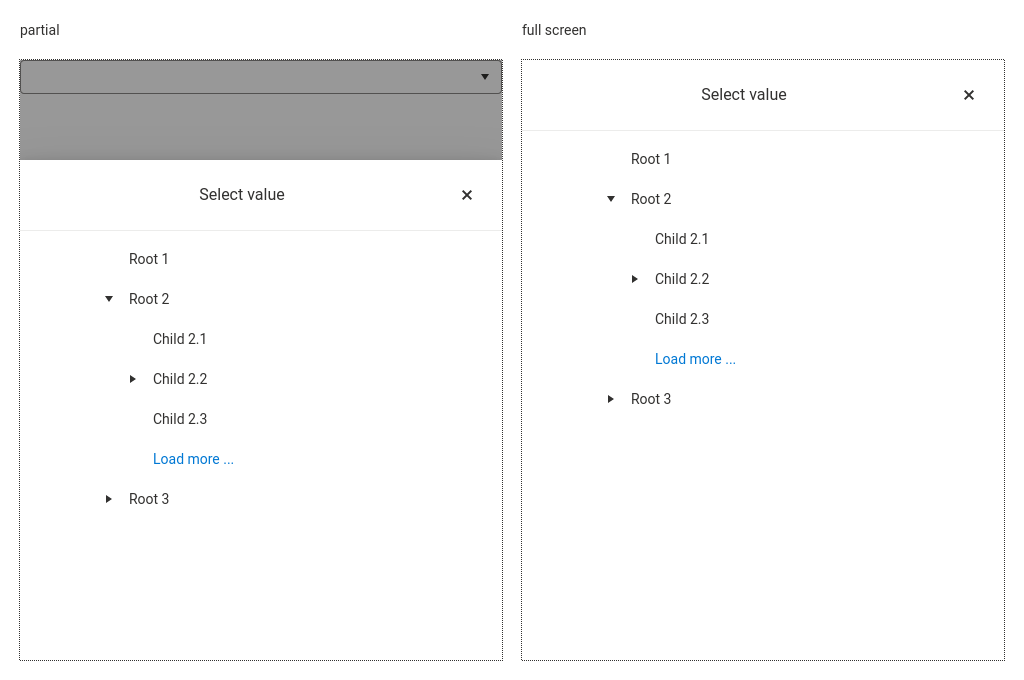 partial
Select value
Root 1
Root 2
Child 2.1
Child 2.2
Child 2.3
Load more ...
Root 3
full screen
Select value
Root 1
Root 2
Child 2.1
Child 2.2
Child 2.3
Load more ...
Root 3